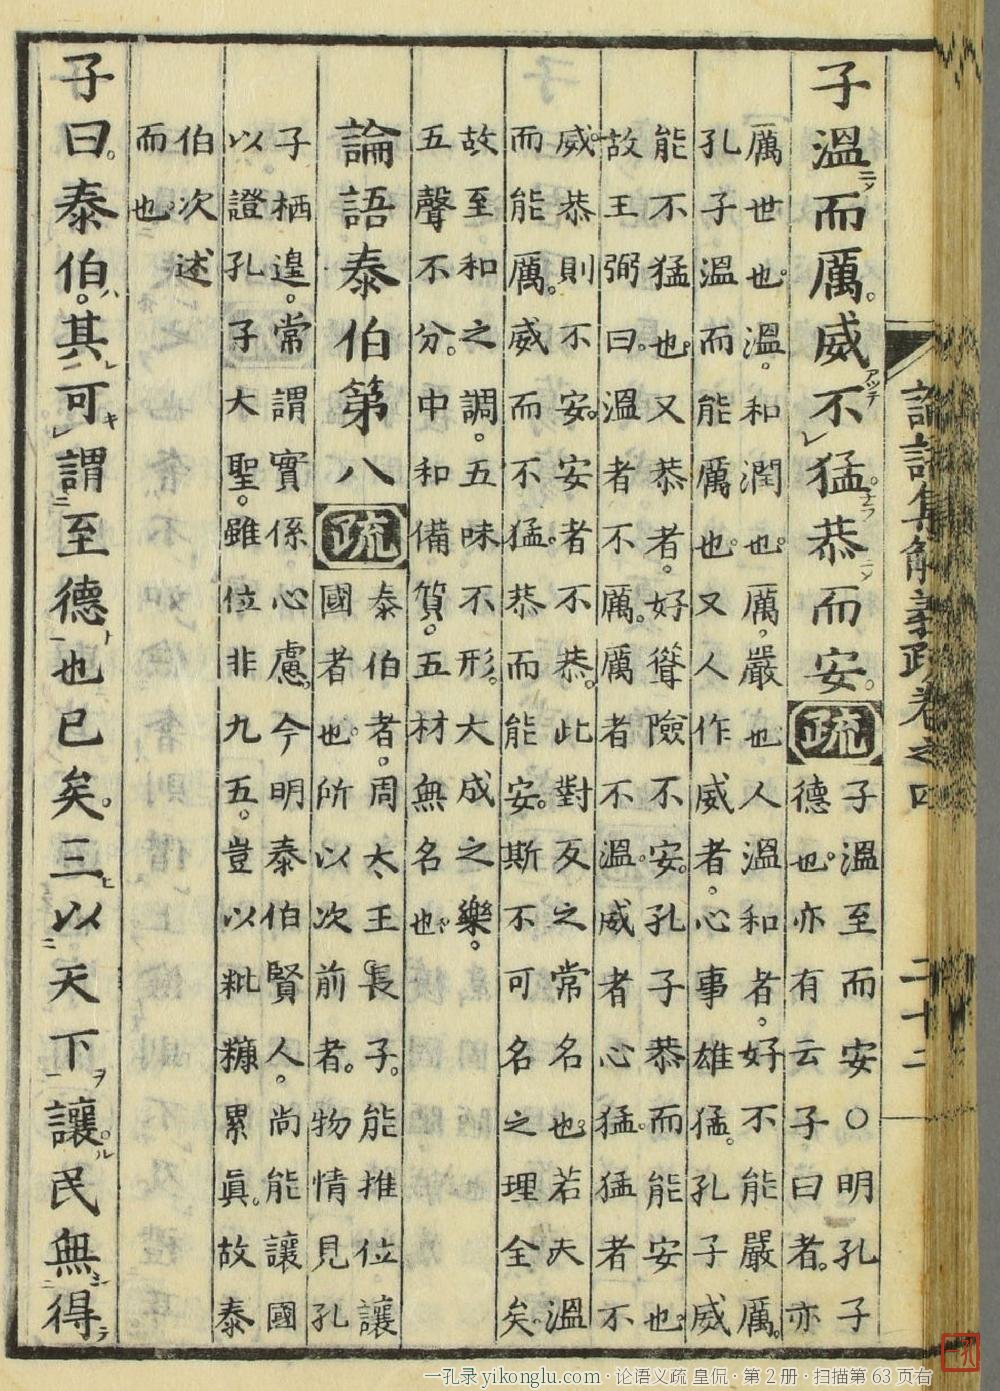 論語集解義疏卷之四 二十二
子溫而厲。威不猛恭而安。疏
子溫至而安〇明孔子
德也。亦有云子曰者。亦
厲世也。溫。和潤也。厲。嚴也人溫和者。好不能嚴厲。
孔子溫而能厲也。又人作威者。心事雄猛。孔子威
能不猛也。又恭者。好聳險不安。孔子恭而能安也。
故王弼曰。溫者不厲。厲者不溫。威者心猛。猛者不
威。恭則不安。安者不恭。此對反之常名也。若夫溫
而能厲。威而不猛。恭而能安。斯不可名之理全矣。
故至和之調。五味不形。大成之樂。
五聲不分。中和備質。五材無名也。
論語泰伯第八 疏
泰伯者。周太王長子。能推位讓
國者也。所以次前者。物情見孔
子栖遑。常謂實係心慮。今明泰伯賢人。尚能讓國
以證孔子大聖。雖位非九五。豈以粃糠累眞。故泰
伯次述
而也。
子曰。泰伯。其可謂至德也已矣。三以天下讓。民無得
一孔录 yikonglu.com · 论语义疏 皇侃 · 第 2 册 · 扫描第 63 页右